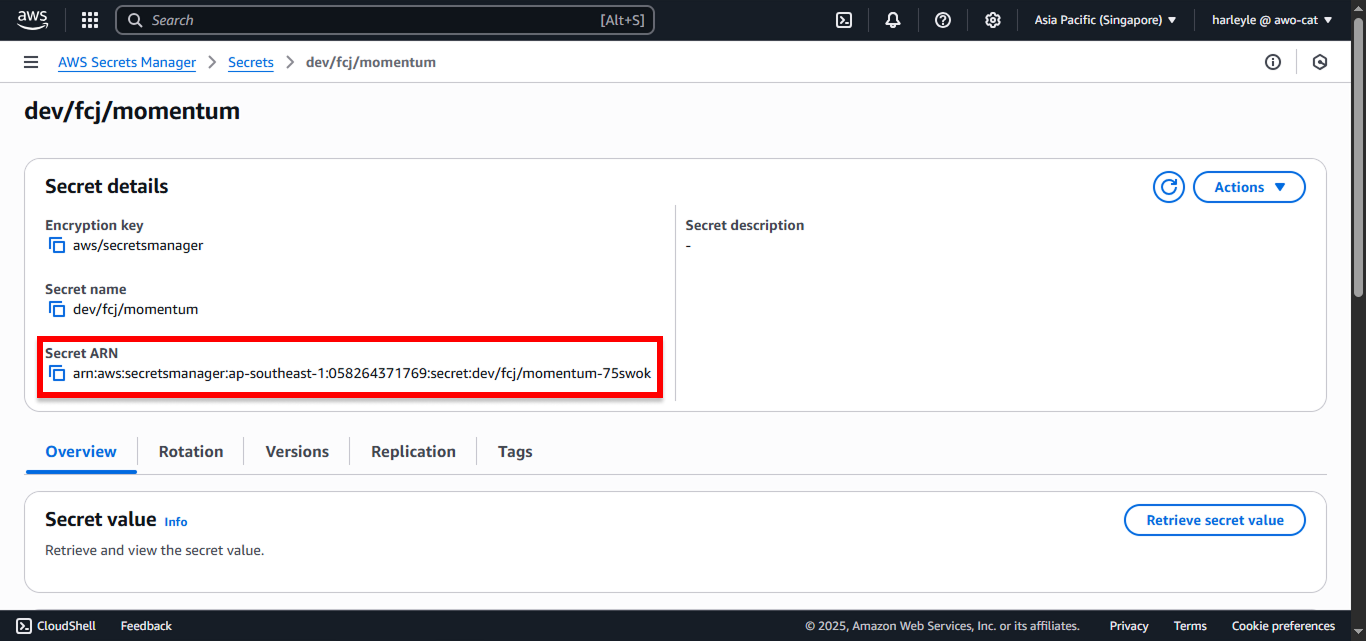 aws
Search [Alt+S]
Asia Pacific (Singapore)
harleyle @ awo-cat
AWS Secrets Manager
Secrets
dev/fcj/momentum
dev/fcj/momentum
Secret details
Actions
Encryption key
aws/secretsmanager
Secret description
-
Secret name
dev/fcj/momentum
Secret ARN
arn:aws:secretsmanager:ap-southeast-1:058264371769:secret:dev/fcj/momentum-75swok
Overview
Rotation
Versions
Replication
Tags
Secret value Info
Retrieve secret value
Retrieve and view the secret value.
CloudShell
Feedback
© 2025, Amazon Web Services, Inc. or its affiliates.
Privacy
Terms
Cookie preferences